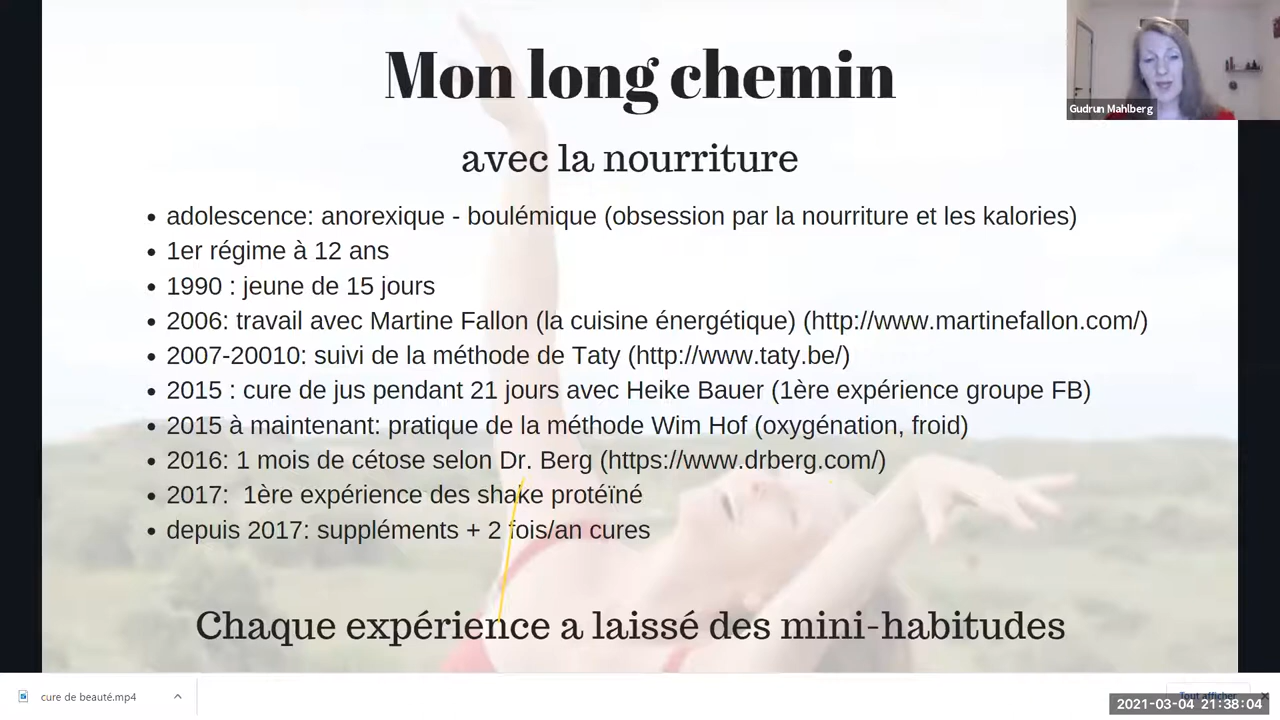 Mon long chemin
Gudrun Mahlberg
avec la nourriture
• adolescence: anorexique - boulémique (obsession par la nourriture et les kalories)
• 1er régime à 12 ans
• 1990 : jeune de 15 jours
• 2006: travail avec Martine Fallon (la cuisine énergétique) (http://www.martinefallon.com/)
• 2007-20010: suivi de la méthode de Taty (http://www.taty.be/)
• 2015 : cure de jus pendant 21 jours avec Heike Bauer (1ère expérience groupe FB)
• 2015 à maintenant: pratique de la méthode Wim Hof (oxygénation, froid)
• 2016: 1 mois de cétose selon Dr. Berg (https://www.drberg.com/)
• 2017: 1ère expérience des shake protéïné
• depuis 2017: suppléments + 2 fois/an cures
Chaque expérience a laissé des mini-habitudes
cure de beauté.mp4
Tout afficher
2021-03-04 21:38:04